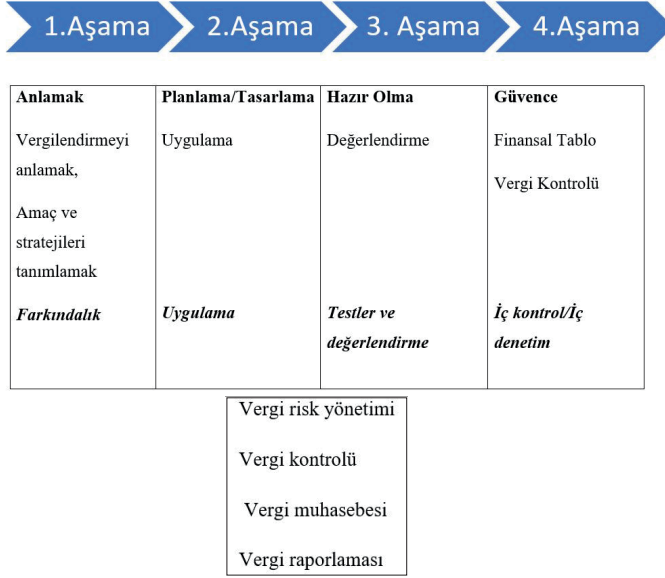 1.Aşama
2.Aşama
3. Aşama
4.Aşama
Anlamak
Vergilendirmeyi
anlamak,
Amaç ve
stratejileri
tanımlamak
Farkındalık
Planlama/Tasarlama
Uygulama
Uygulama
Hazır Olma
Değerlendirme
Testler ve
değerlendirme
Güvence
Finansal Tablo
Vergi Kontrolü
İç kontrol/İç
denetim
Vergi risk yönetimi
Vergi kontrolü
Vergi muhasebesi
Vergi raporlaması